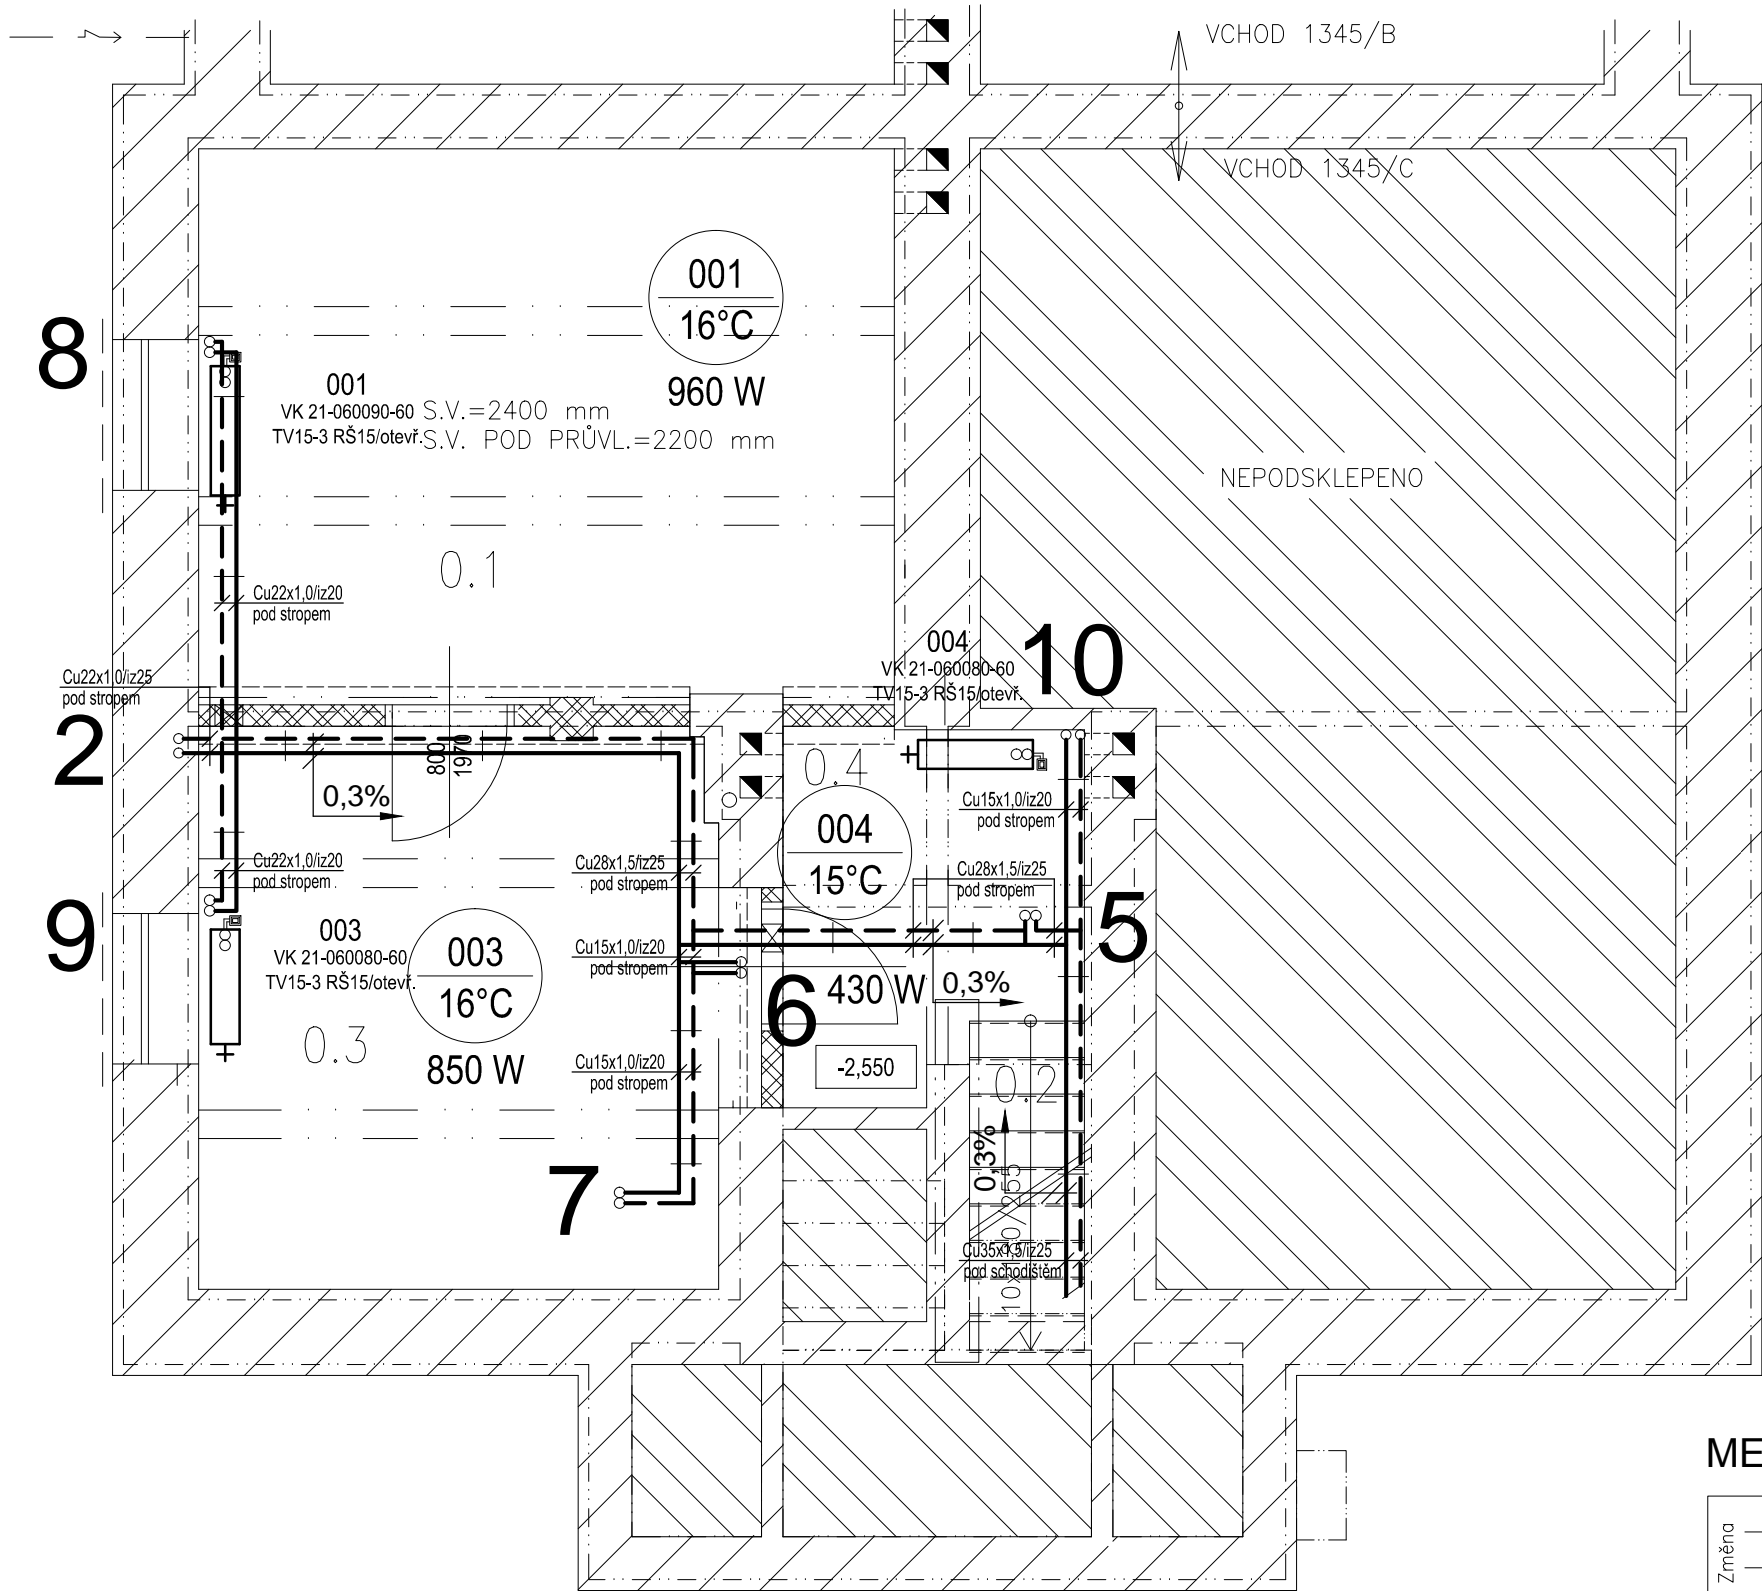 VCHOD 1345/B
VCHOD 1345/C
001
16°C
960 W
8
001
VK 21-060090-60
TV15-3 RŠ15/otevř.
S.V.=2400 mm
S.V. POD PRŮVL.=2200 mm
NEPODSKLEPENO
0.1
Cu22x1,0/iz20
pod stropem
004
VK 21-060080-60
TV15-3 RŠ15/otevř.
10
Cu22x1,0/iz25
pod stropem
2
800
1970
0,3%
0.4
004
15°C
Cu15x1,0/iz20
pod stropem
Cu22x1,0/iz20
pod stropem
Cu28x1,5/iz25
pod stropem
Cu28x1,5/iz25
pod stropem
9
5
003
VK 21-060080-60
TV15-3 RŠ15/otevř.
003
16°C
850 W
Cu15x1,0/iz20
pod stropem
6
430 W
0,3%
0.3
Cu15x1,0/iz20
pod stropem
-2,550
0.2
0,3%
7
Cu35x1,5/iz25
pod schodištěm
ME
Změna